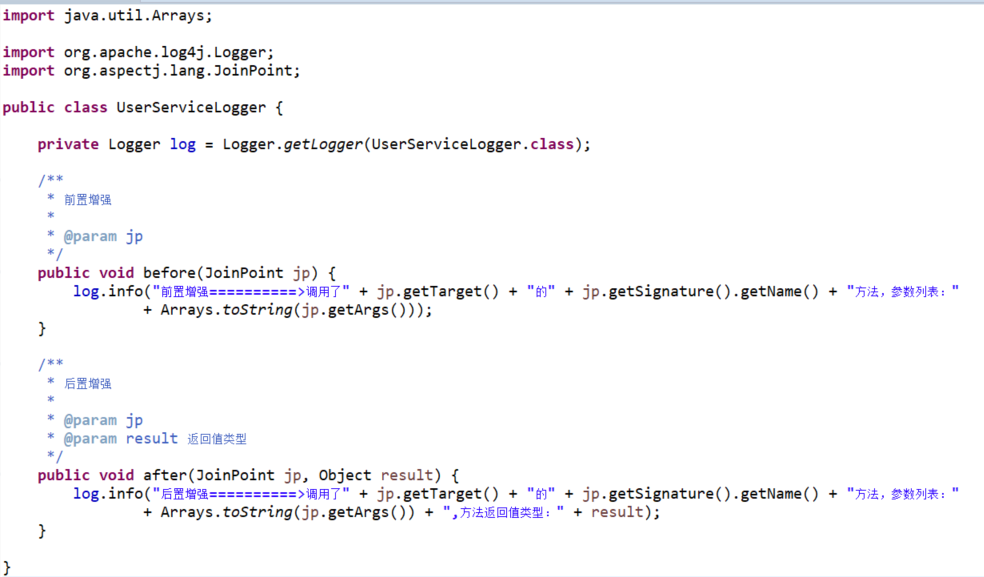 import java.util.Arrays;
import org.apache.log4j.Logger;
import org.aspectj.lang.JoinPoint;
public class UserServiceLogger {
private Logger log = Logger.getLogger(UserServiceLogger.class);
/**
* 前置增强
*
* @param jp
*/
public void before(JoinPoint jp) {
log.info("前置增强==========>调用了" + jp.getTarget() + "的" + jp.getSignature().getName() + "方法，参数列表："
+ Arrays.toString(jp.getArgs()));
}
/**
* 后置增强
*
* @param jp
* @param result 返回值类型
*/
public void after(JoinPoint jp, Object result) {
log.info("后置增强==========>调用了" + jp.getTarget() + "的" + jp.getSignature().getName() + "方法，参数列表："
+ Arrays.toString(jp.getArgs()) + ",方法返回值类型：" + result);
}
}